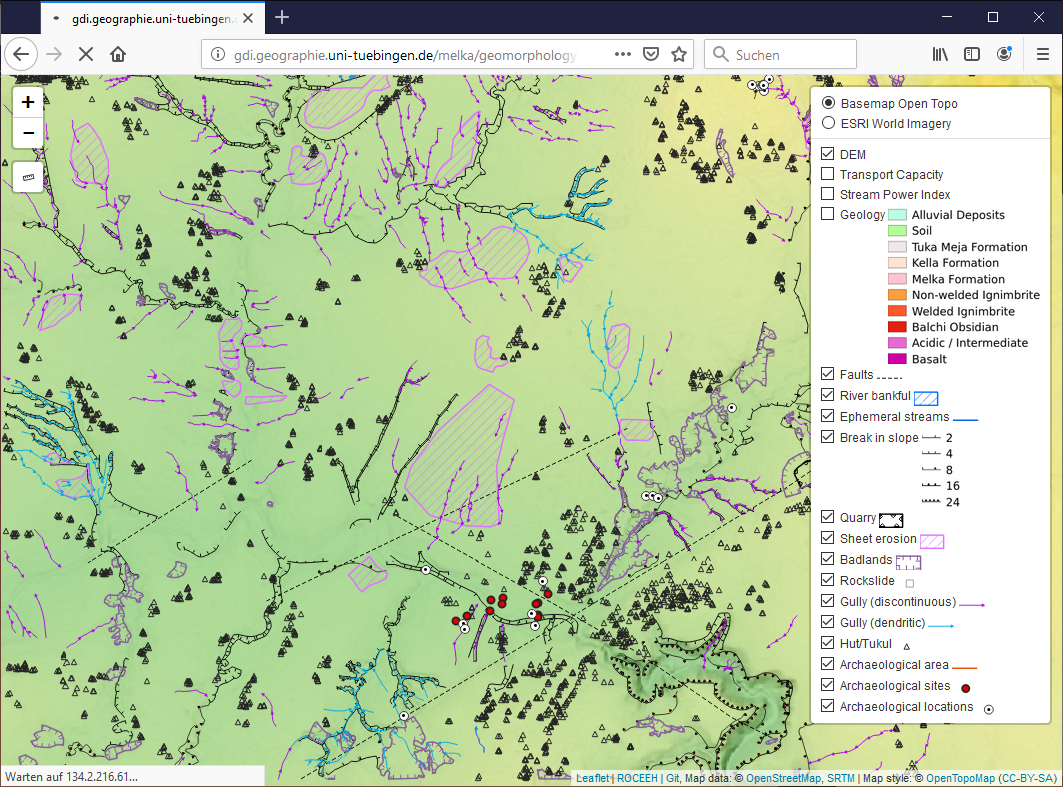 gdi.geographie.uni-tuebingen.
gdi.geographie.uni-tuebingen.de/melka/geomorphology
Suchen
+
−
Basemap Open Topo
ESRI World Imagery
DEM
Transport Capacity
Stream Power Index
Geology
Alluvial Deposits
Soil
Tuka Meja Formation
Kella Formation
Melka Formation
Non-welded Ignimbrite
Welded Ignimbrite
Balchi Obsidian
Acidic / Intermediate
Basalt
Faults
River bankful
Ephemeral streams
Break in slope 2
4
8
16
24
Quarry
Sheet erosion
Badlands
Rockslide
Gully (discontinuous)
Gully (dendritic)
Hut/Tukul
Archaeological area
Archaeological sites
Archaeological locations
Warten auf 134.2.216.61...
Leaflet | ROCEEH | Git, Map data: © OpenStreetMap, SRTM | Map style: © OpenTopoMap (CC-BY-SA)